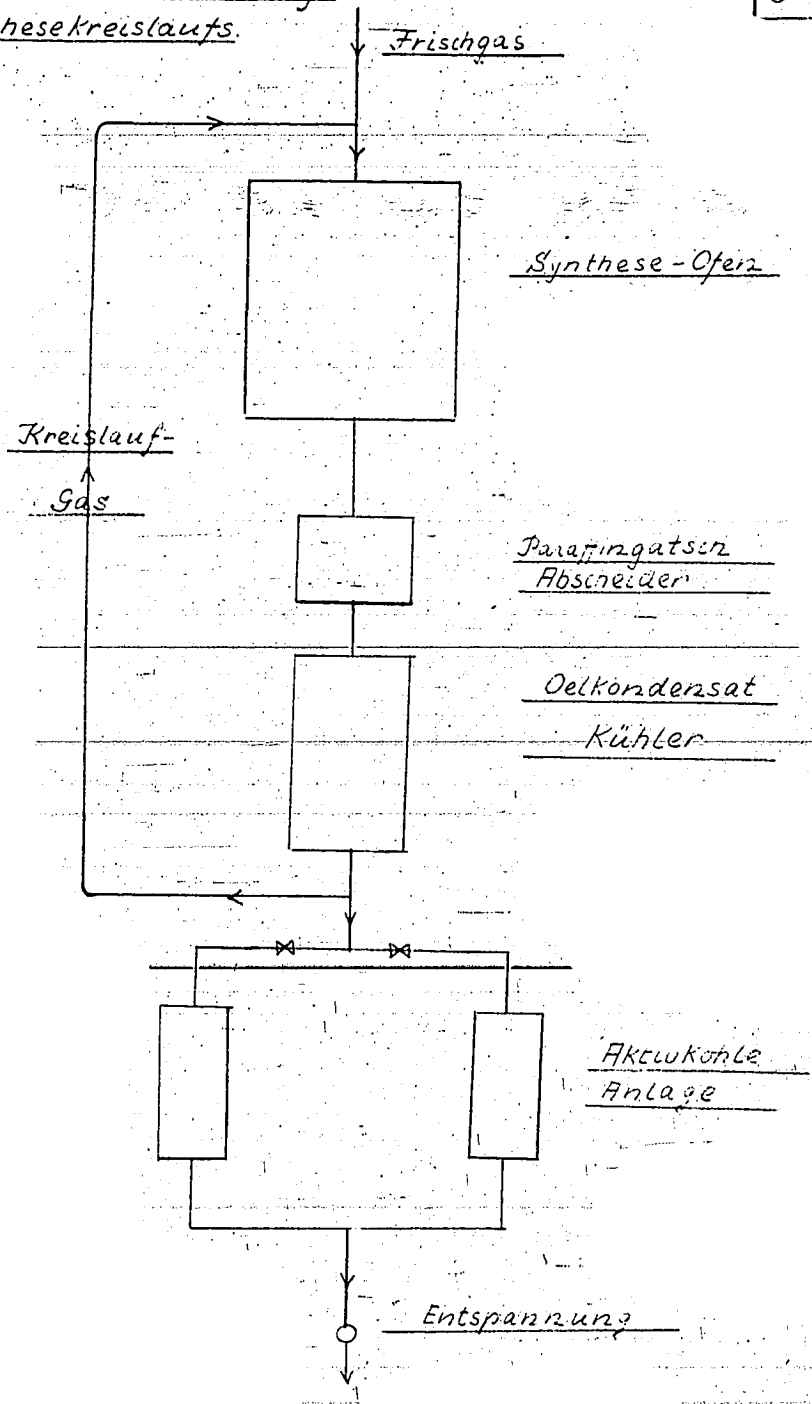 hesekreislaufs.
Frischgas
Synthese-Ofen
Kreislauf-
Gas
Paraffingatsch
Abscheider
Oelkondensat
Kühler
Aktivkohle
Anlage
Entspannung